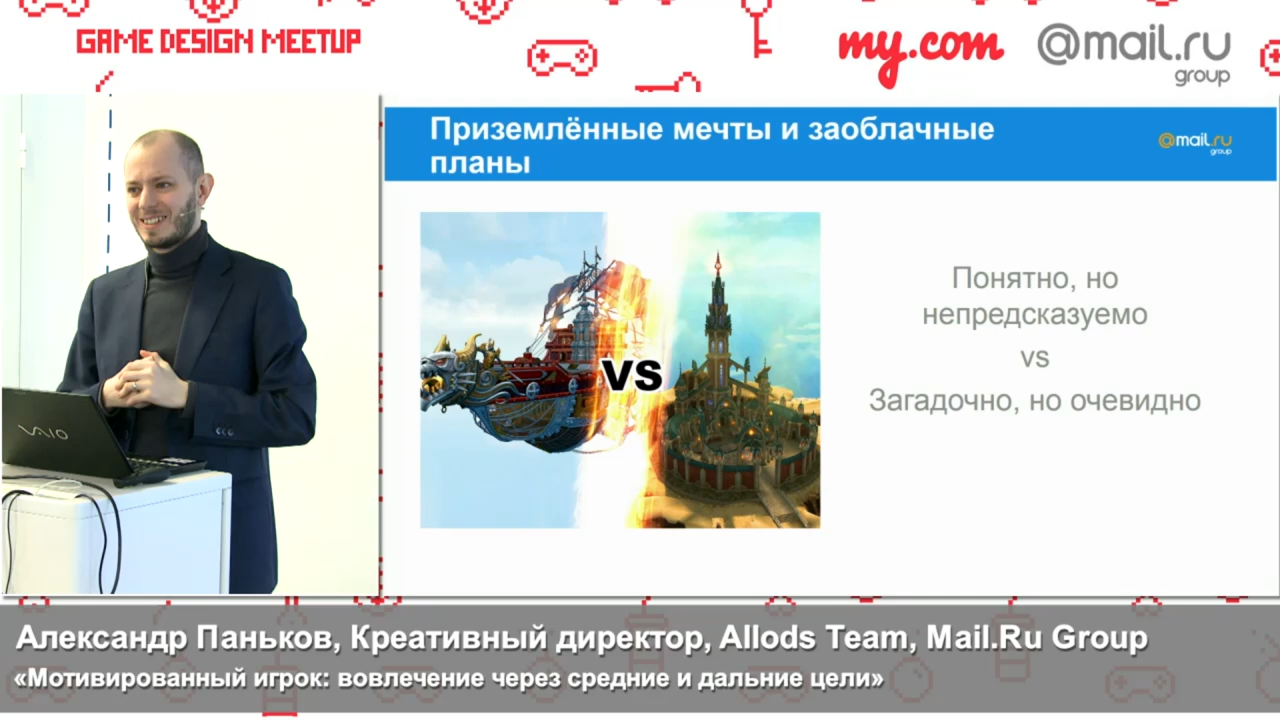 GAME DESIGN MEETUP
my.com
@mail.ru
group
Приземлённые мечты и заоблачные
планы
@mail.ru
group
VS
Понятно, но
непредсказуемо
vs
Загадочно, но очевидно
VAIO
Александр Паньков, Креативный директор, Allods Team, Mail.Ru Group
«Мотивированный игрок: вовлечение через средние и дальние цели»